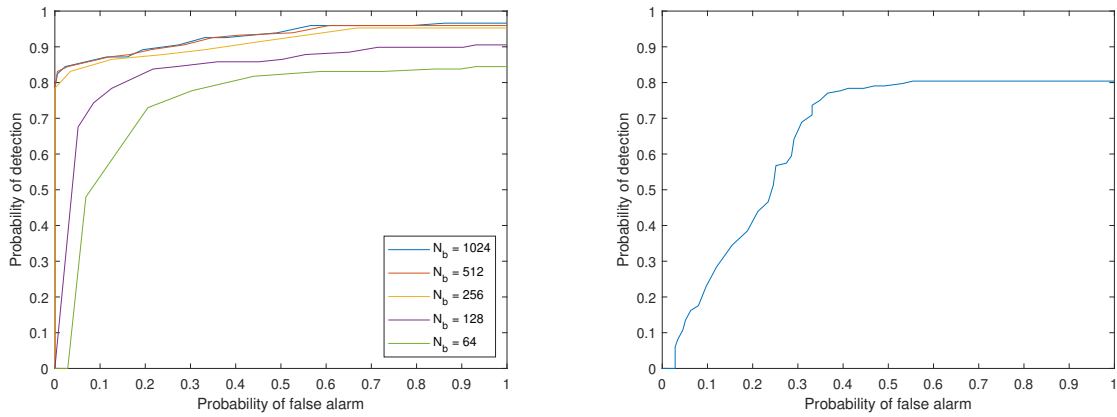 1
0.9
0.8
0.7
0.6
0.5
0.4
0.3
0.2
0.1
0
Probability of detection
0 0.1 0.2 0.3 0.4 0.5 0.6 0.7 0.8 0.9 1
Probability of false alarm
N_b = 1024
N_b = 512
N_b = 256
N_b = 128
N_b = 64
1
0.9
0.8
0.7
0.6
0.5
0.4
0.3
0.2
0.1
0
Probability of detection
0 0.1 0.2 0.3 0.4 0.5 0.6 0.7 0.8 0.9 1
Probability of false alarm